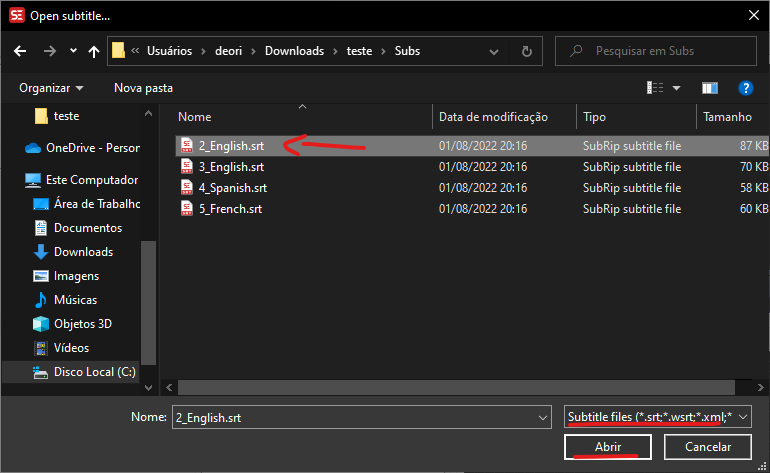 SE Open subtitle...
« Usuários › deori › Downloads › teste › Subs
Pesquisar em Subs
Organizar
Nova pasta
teste
OneDrive - Person
Este Computador
Área de Trabalho
Documentos
Downloads
Imagens
Músicas
Objetos 3D
Vídeos
Disco Local (C:)
Nome Data de modificação Tipo Tamanho
2_English.srt 01/08/2022 20:16 SubRip subtitle file 87 KB
3_English.srt 01/08/2022 20:16 SubRip subtitle file 70 KB
4_Spanish.srt 01/08/2022 20:16 SubRip subtitle file 58 KB
5_French.srt 01/08/2022 20:16 SubRip subtitle file 60 KB
Nome: 2_English.srt
Subtitle files (*.srt;*.wsrt;*.xml;*
Abrir
Cancelar